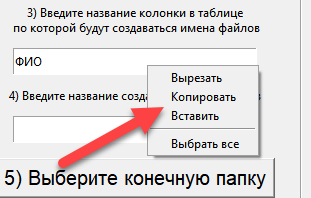 3) Введите название колонки в таблице
по которой будут создаваться имена файлов
ФИО
Вырезать
Копировать
4) Введите название созд
в
Вставить
Выбрать все
5) Выберите конечную папку